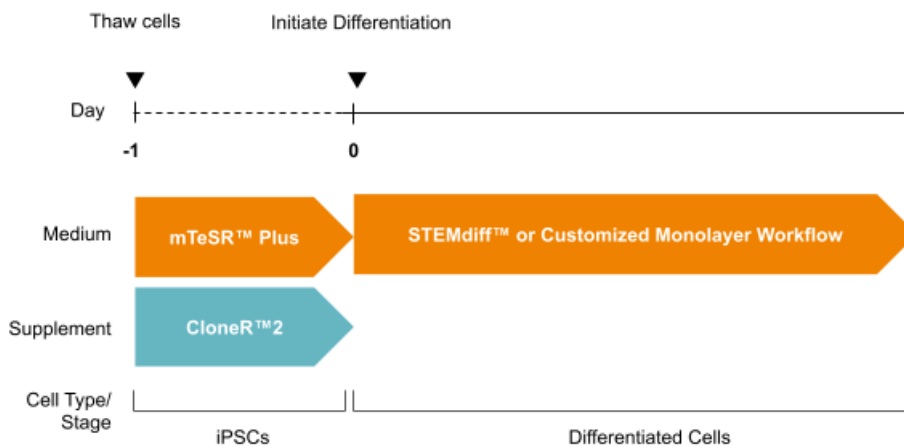 Thaw cells
Initiate Differentiation
Day
-1
0
Medium
mTeSR™ Plus
STEMdiff™ or Customized Monolayer Workflow
Supplement
CloneR™2
Cell Type/
Stage
iPSCs
Differentiated Cells